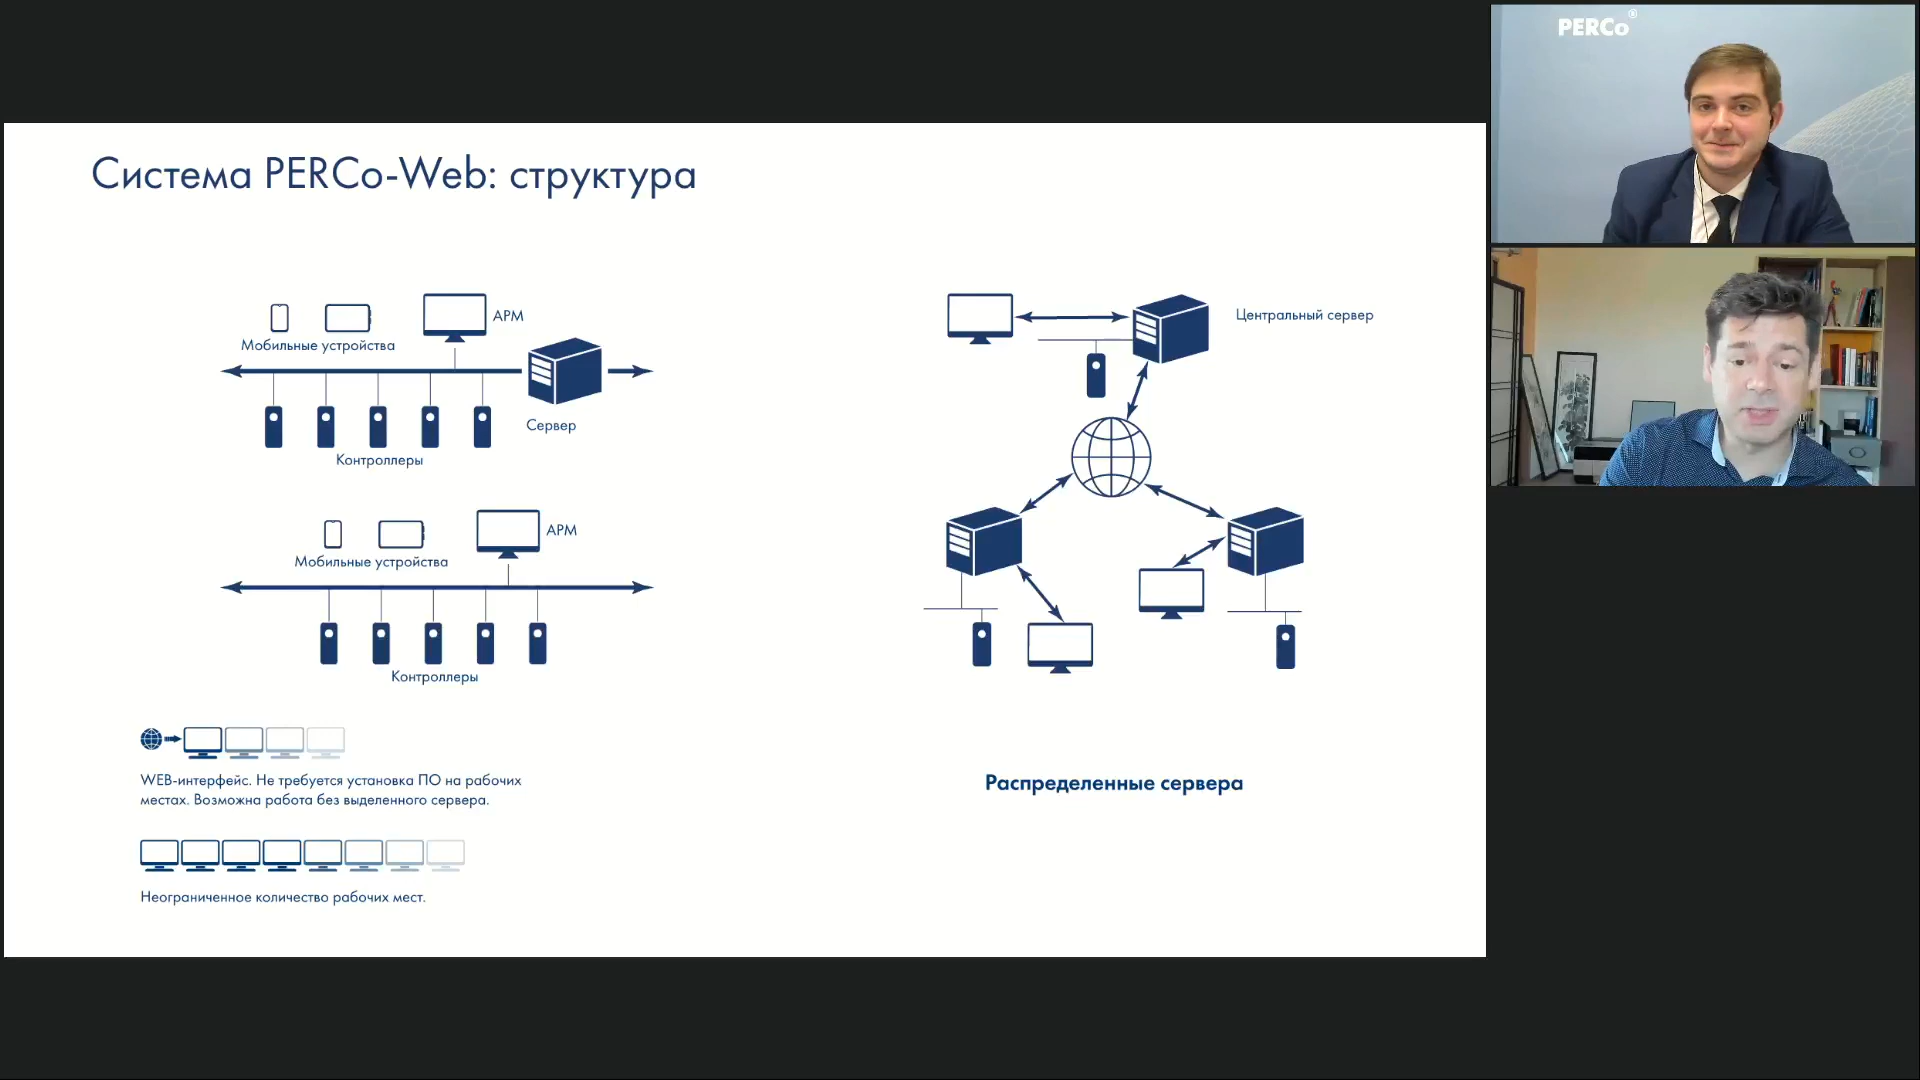 Система PERCo-Web: структура
АРМ
Мобильные устройства
Сервер
Контроллеры
АРМ
Мобильные устройства
Контроллеры
WEB-интерфейс. Не требуется установка ПО на рабочих
местах. Возможна работа без выделенного сервера.
Неограниченное количество рабочих мест.
Центральный сервер
Распределенные сервера
PERCo®